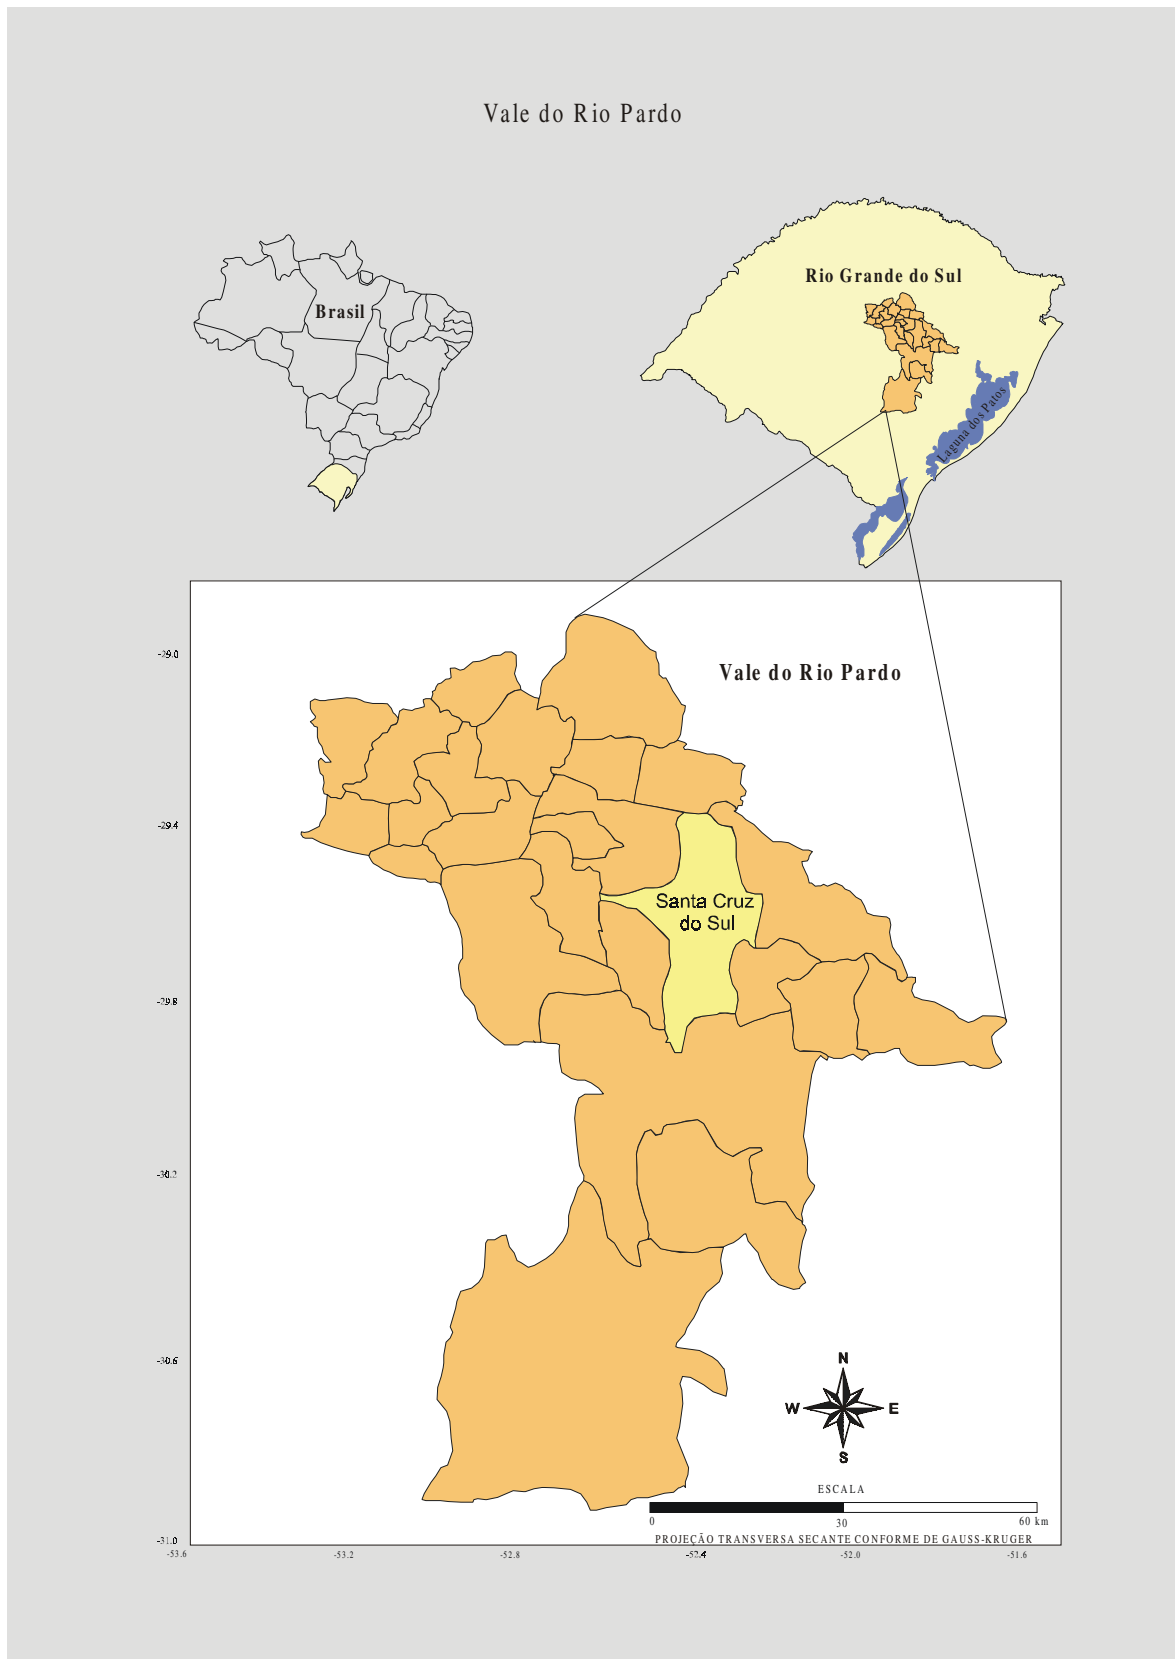 Vale do Rio Pardo
Brasil
Rio Grande do Sul
Laguna dos Patos
Vale do Rio Pardo
-29.0
-29.4
-29.8
-30.2
-30.6
-31.0
Santa Cruz
do Sul
N
W
E
S
ESCALA
0
30
60 km
PROJEÇÃO TRANSVERSA SECANTE CONFORME DE GAUSS-KRUGER
-53.6
-53.2
-52.8
-52.4
-52.0
-51.6